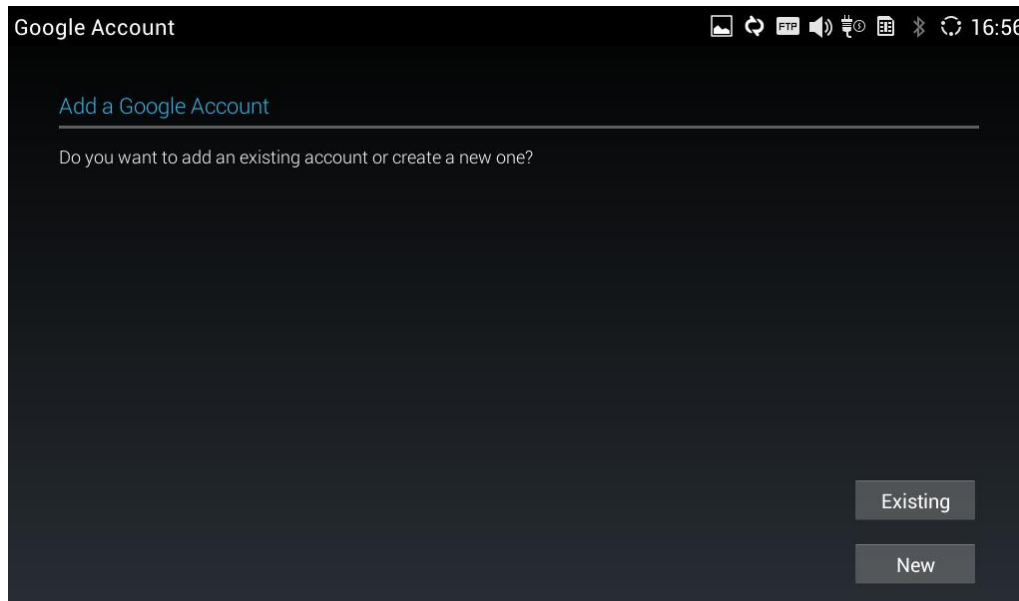 Google Account FTP 16:56
Add a Google Account
Do you want to add an existing account or create a new one?
Existing
New